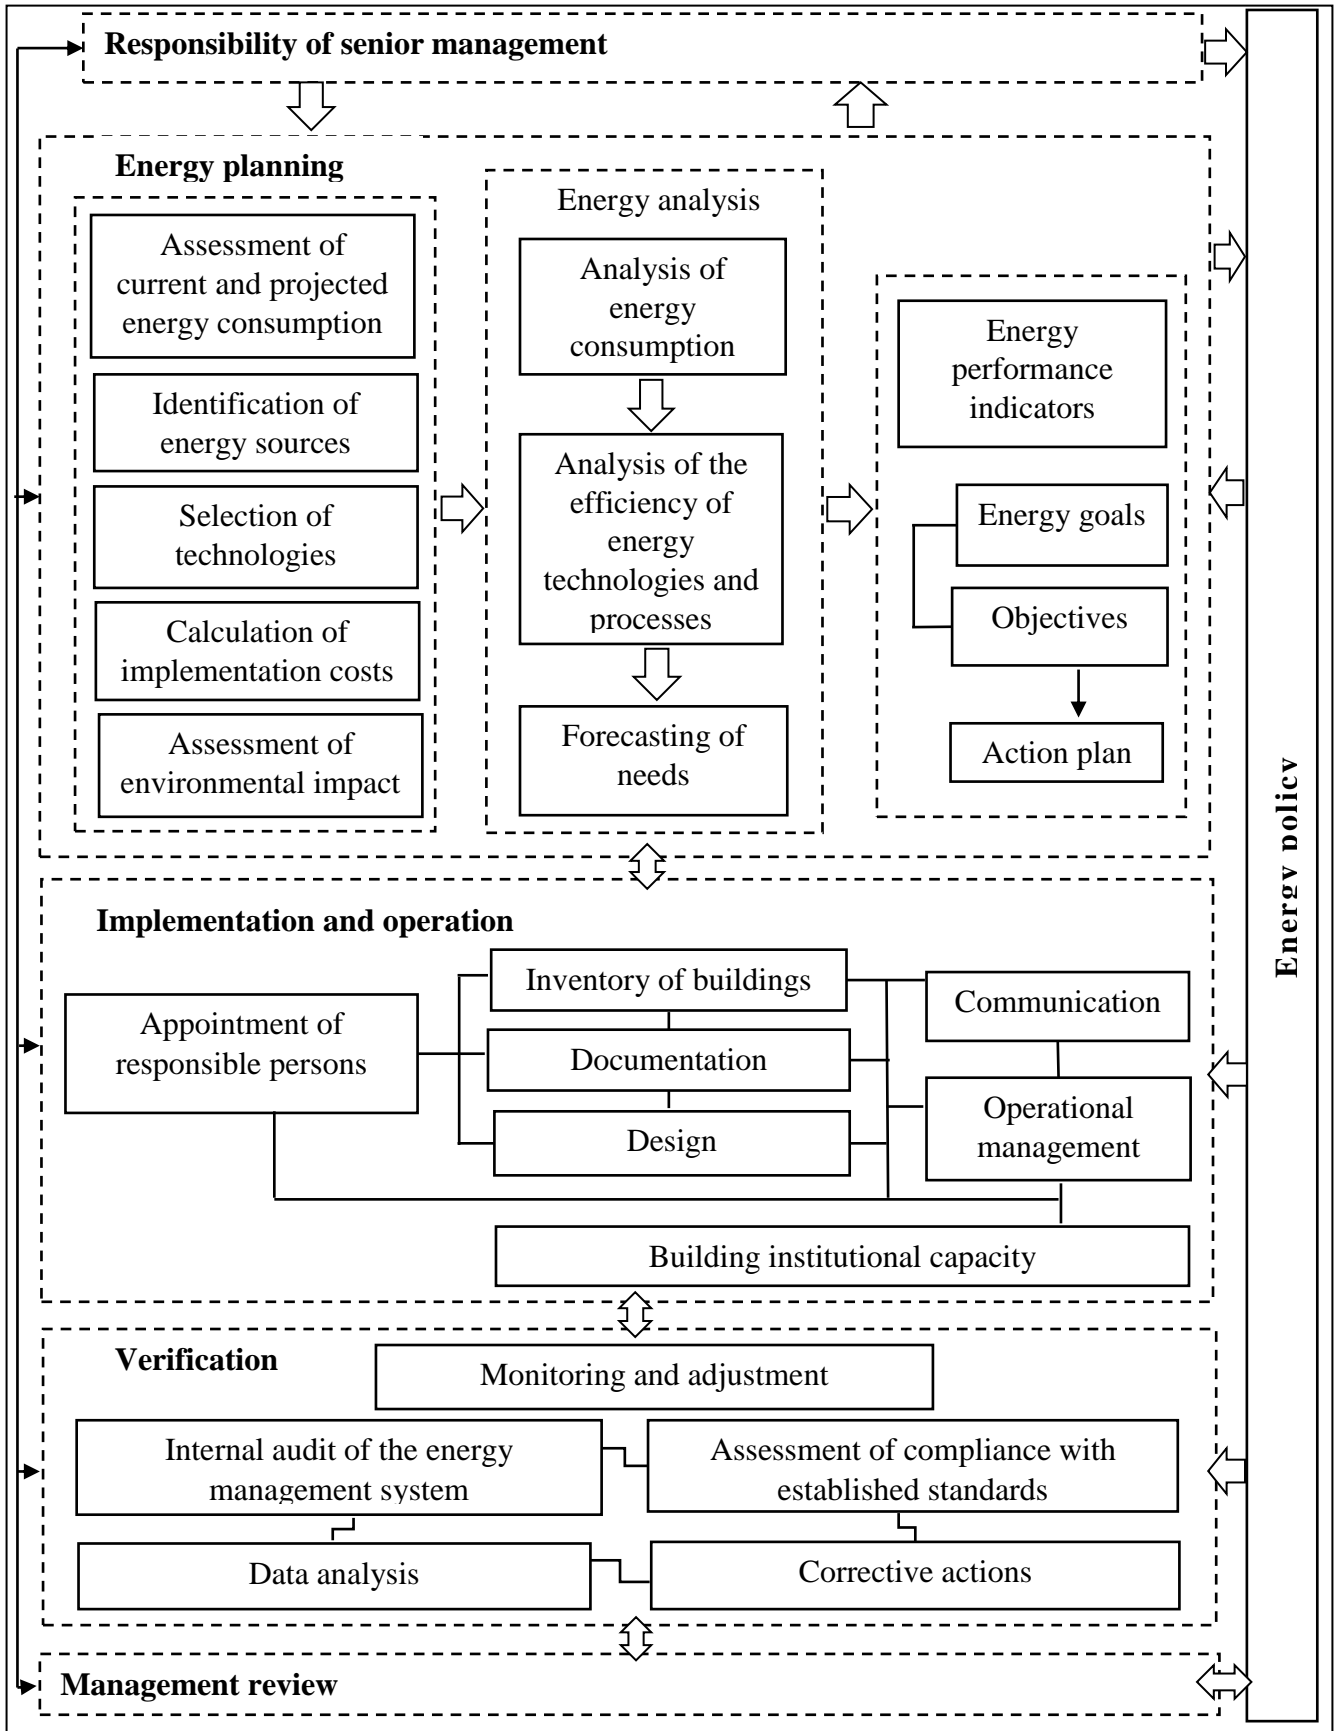 Responsibility of senior management
Energy planning
Assessment of
current and projected
energy consumption
Identification of
energy sources
Selection of
technologies
Calculation of
implementation costs
Assessment of
environmental impact
Energy analysis
Analysis of
energy
consumption
Analysis of the
efficiency of
energy
technologies and
processes
Forecasting of
needs
Energy
performance
indicators
Energy goals
Objectives
Action plan
Implementation and operation
Appointment of
responsible persons
Inventory of buildings
Documentation
Design
Communication
Operational
management
Building institutional capacity
Verification
Monitoring and adjustment
Internal audit of the energy
management system
Assessment of compliance with
established standards
Data analysis
Corrective actions
Management review
Energy policy